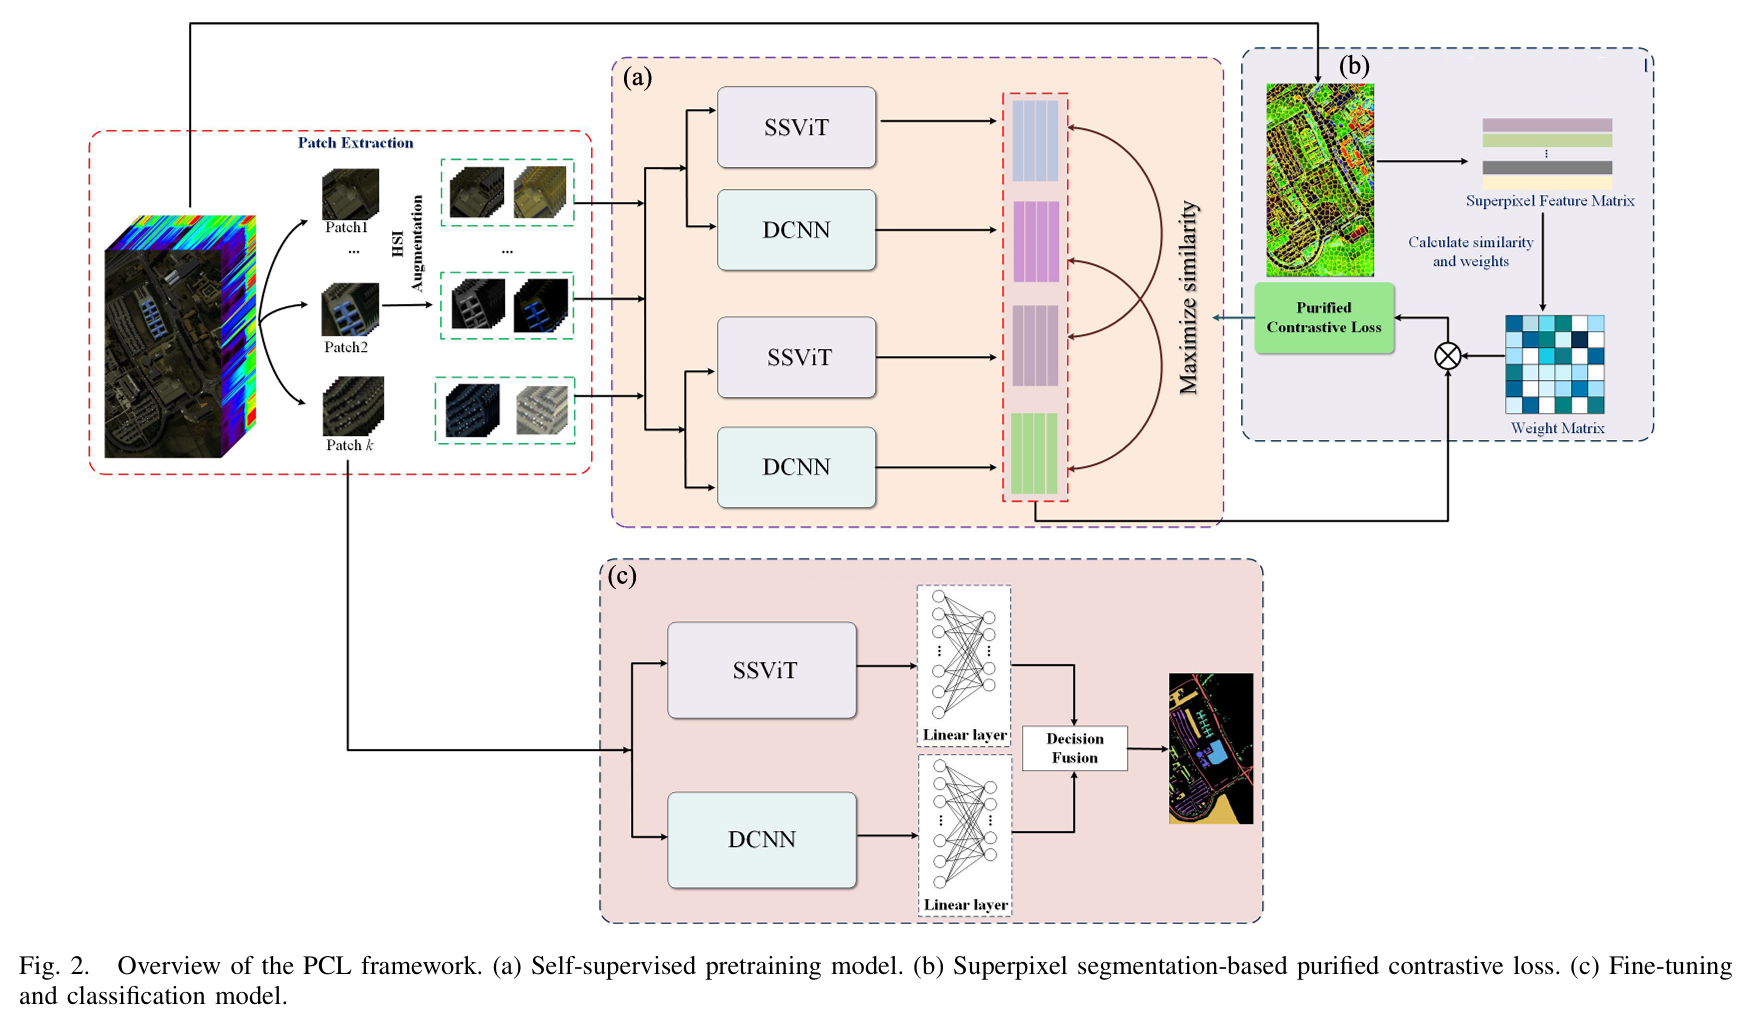 Patch Extraction
Patch1
...
Patch2
Patch k
HSI
Augmentation
...
(a)
SSViT
DCNN
SSViT
DCNN
Maximize similarity
(b)
...
Superpixel Feature Matrix
Calculate similarity
and weights
Purified
Contrastive Loss
Weight Matrix
(c)
SSViT
DCNN
...
...
Linear layer
...
...
Linear layer
Decision
Fusion
Fig. 2. Overview of the PCL framework. (a) Self-supervised pretraining model. (b) Superpixel segmentation-based purified contrastive loss. (c) Fine-tuning
and classification model.